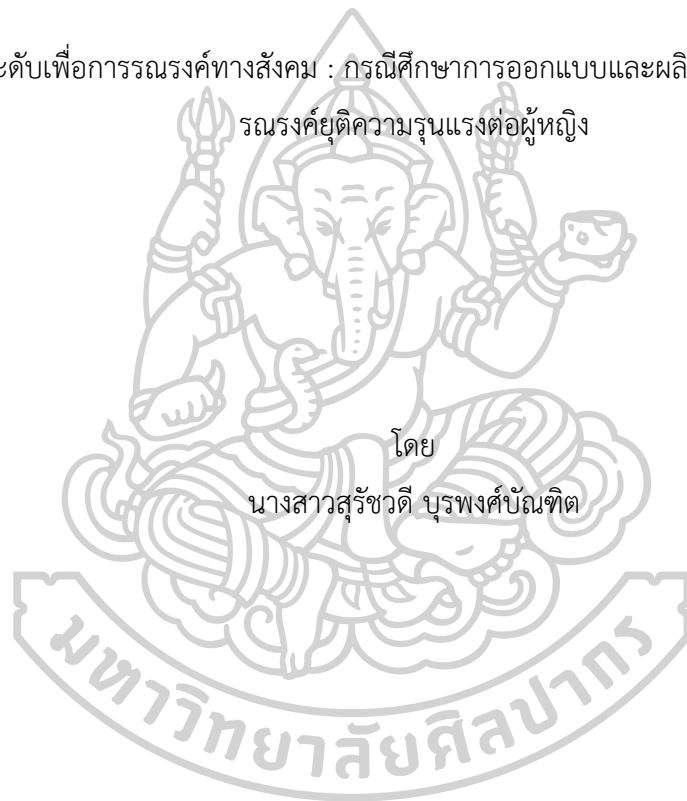 ะดับเพื่อการรณรงค์ทางสังคม : กรณีศึกษาการออกแบบและผลิ
รณรงค์ยุติความรุนแรงต่อผู้หญิง
โดย
นางสาวสุรัชวดี บุรพงศ์บัณฑิต
มหาวิทยาลัยศิลปากร